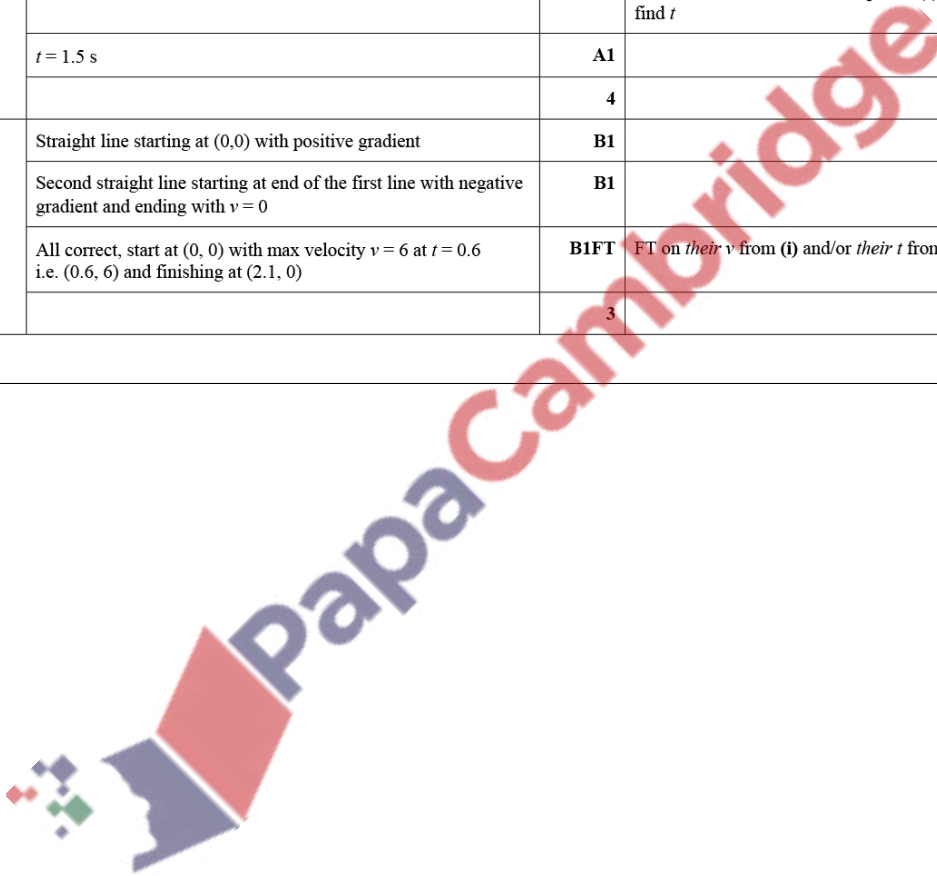 find t
t = 1.5 s
A1
4
Straight line starting at (0,0) with positive gradient
B1
Second straight line starting at end of the first line with negative
gradient and ending with v = 0
B1
All correct, start at (0, 0) with max velocity v = 6 at t = 0.6
i.e. (0.6, 6) and finishing at (2.1, 0)
B1FT
FT on their v from (i) and/or their t from
3
PapaCambridge